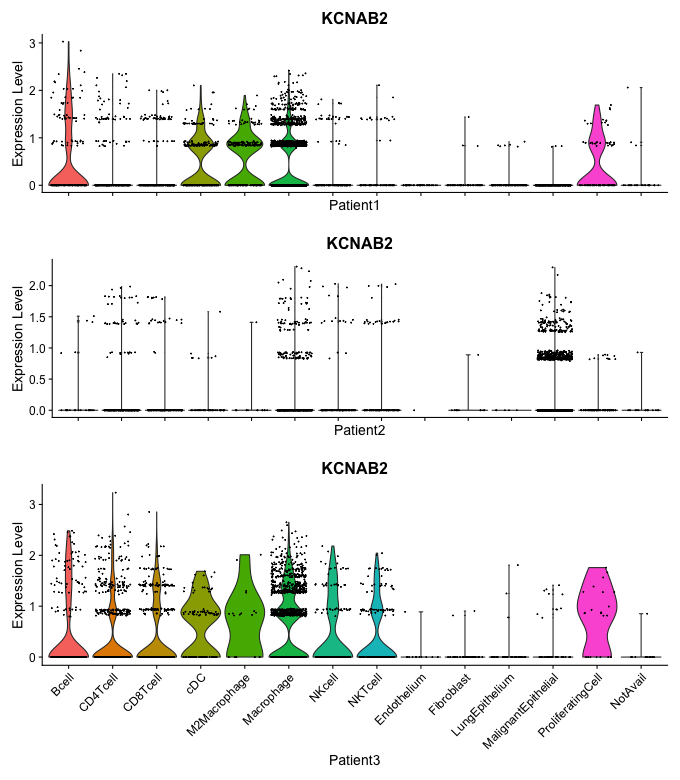 KCNAB2
Expression Level
3
2
1
0
Patient1
KCNAB2
Expression Level
2.0
1.5
1.0
0.5
0.0
Patient2
KCNAB2
Expression Level
3
2
1
0
Bcell
CD4Tcell
CD8Tcell
cDC
M2Macrophage
Macrophage
NKcell
NKTcell
Endothelium
Fibroblast
LungEpithelium
MalignantEpithelial
ProliferatingCell
NotAvail
Patient3